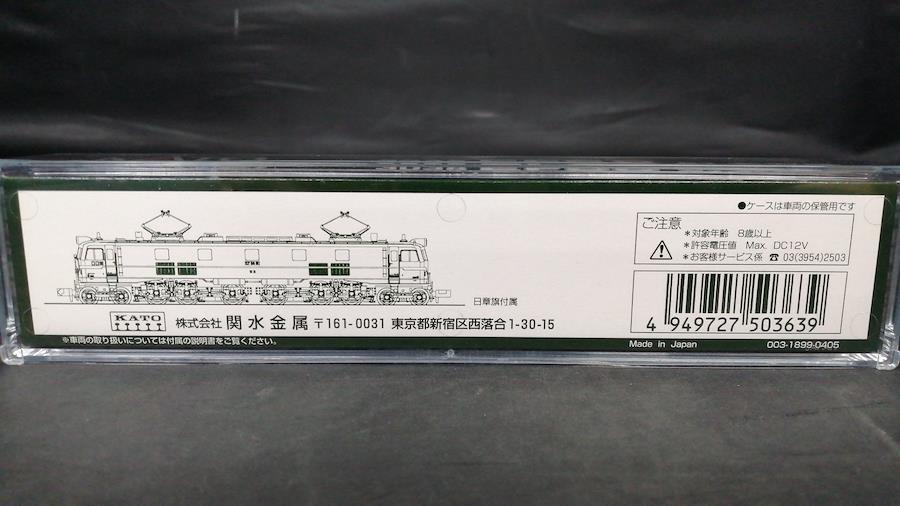 ●ケースは車両の保管用です
ご注意
＊対象年齢　8歳以上
＊許容電圧値　Max. DC12V
＊お客様サービス係 ☎ 03(3954)2503
日章旗付属
KATO 株式会社 関水金属 〒161-0031 東京都新宿区西落合1-30-15
4 949727 503639
※車両の取り扱いについては付属の説明書をご覧ください。
Made in Japan 003-1899-0405